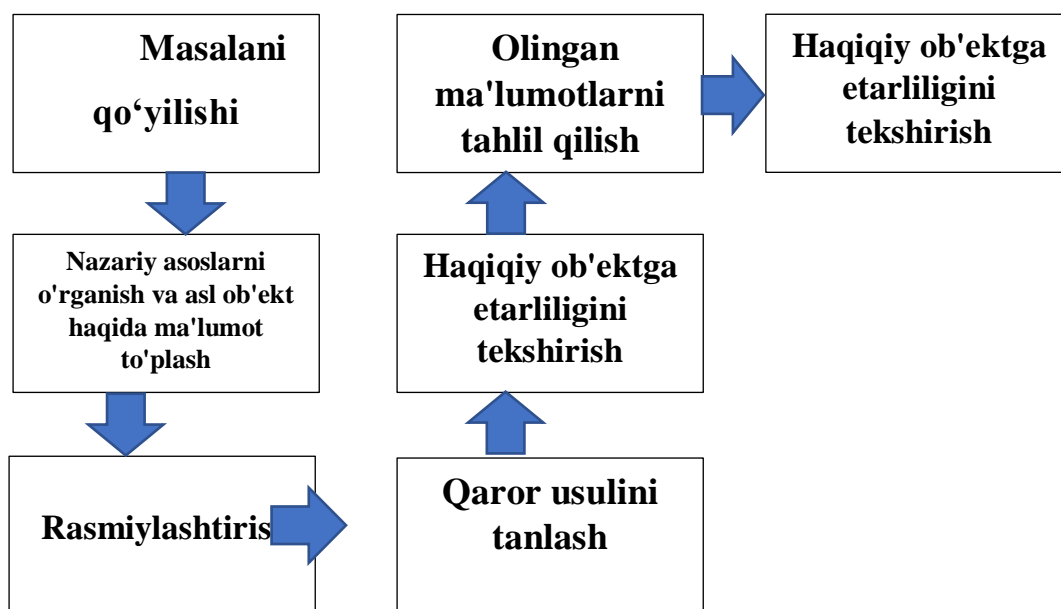 Masalani
qo‘yilishi
Nazariy asoslarni
o'rganish va asl ob'ekt
haqida ma'lumot
to'plash
Rasmiylashtiris
Qaror usulini
tanlash
Haqiqiy ob'ektga
etarliligini
tekshirish
Olingan
ma'lumotlarni
tahlil qilish
Haqiqiy ob'ektga
etarliligini
tekshirish